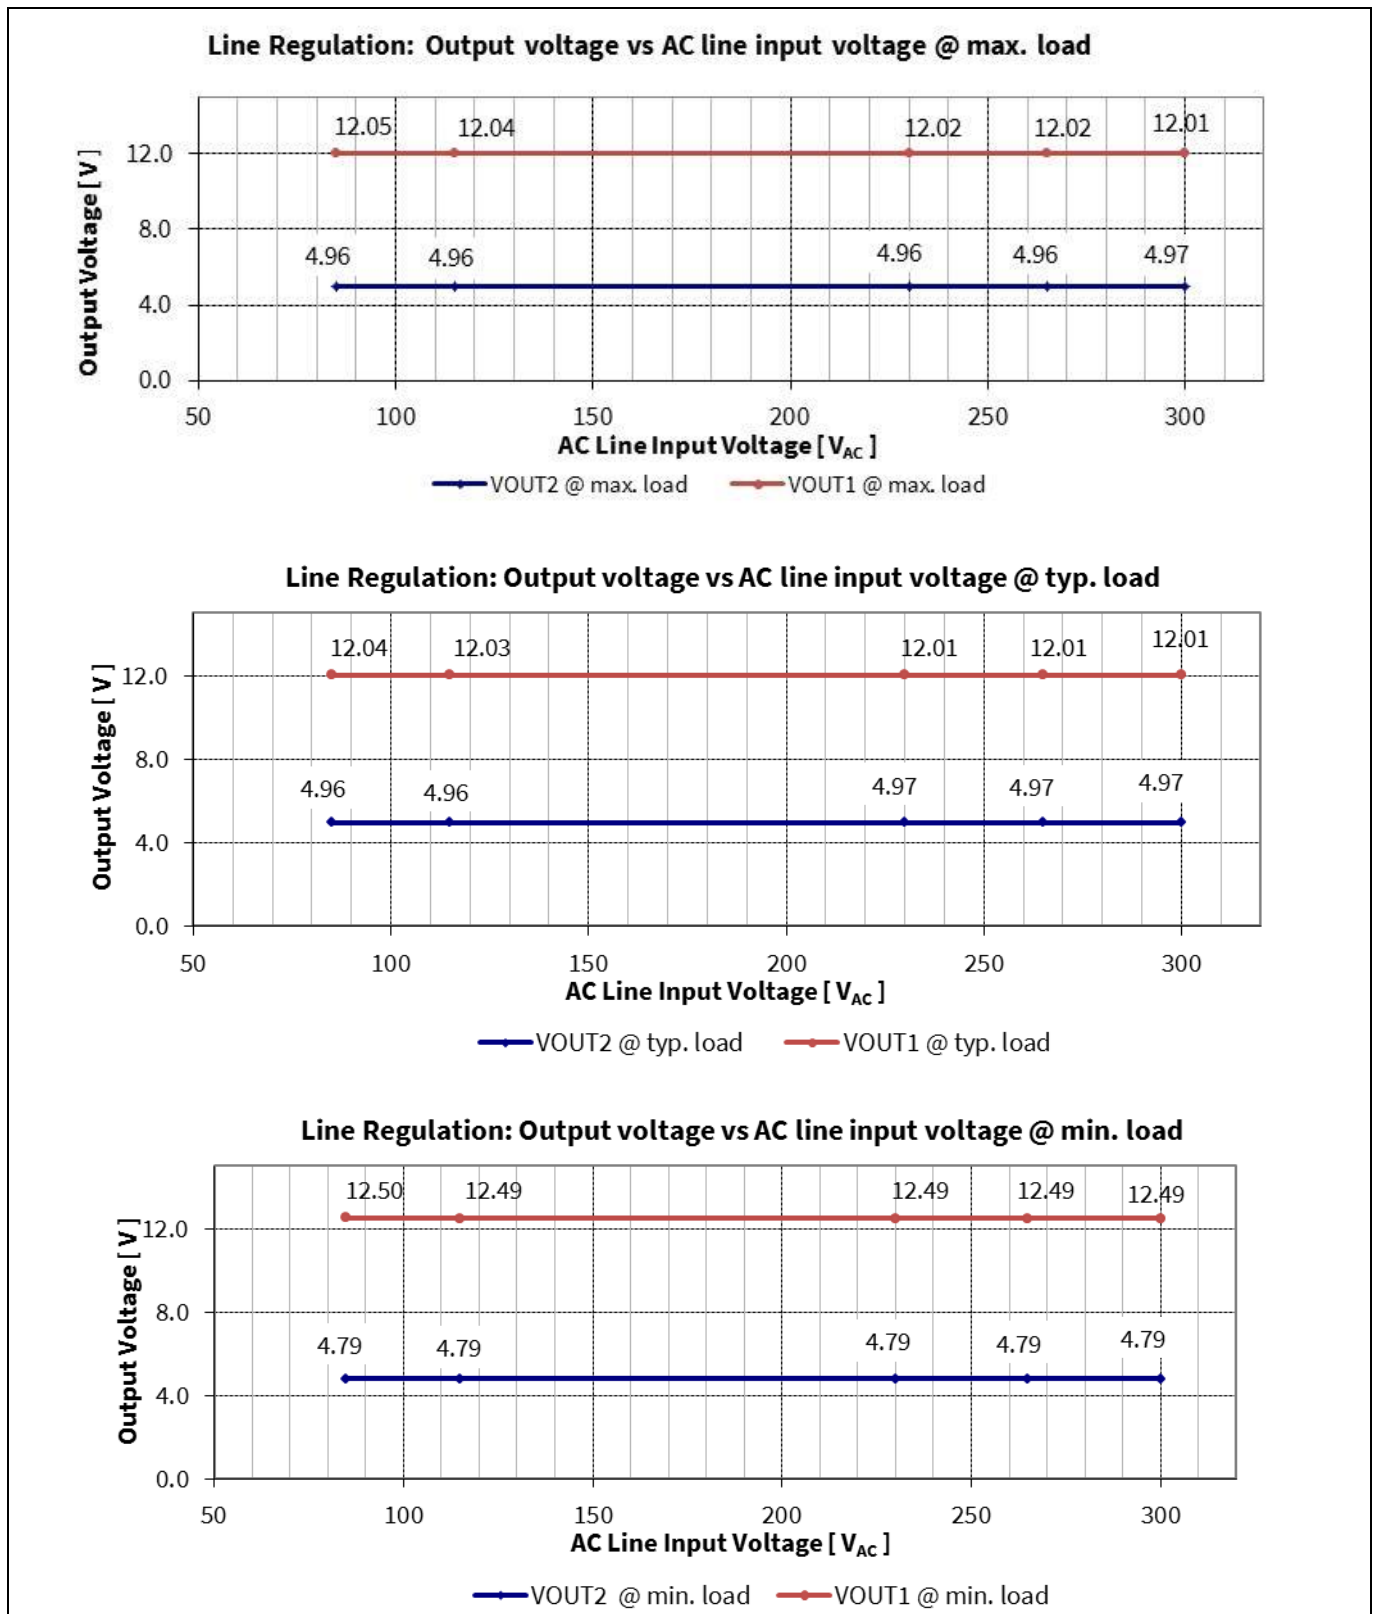 Line Regulation: Output voltage vs AC line input voltage @ max. load
Output Voltage [ V ]
12.05 12.04 12.02 12.02 12.01
12.0
8.0
4.96 4.96 4.96 4.96 4.97
4.0
0.0
50 100 150 200 250 300
AC Line Input Voltage [ VAC ]
VOUT2 @ max. load VOUT1 @ max. load
Line Regulation: Output voltage vs AC line input voltage @ typ. load
Output Voltage [ V ]
12.04 12.03 12.01 12.01 12.01
12.0
8.0
4.96 4.96 4.97 4.97 4.97
4.0
0.0
50 100 150 200 250 300
AC Line Input Voltage [ VAC ]
VOUT2 @ typ. load VOUT1 @ typ. load
Line Regulation: Output voltage vs AC line input voltage @ min. load
Output Voltage [ V ]
12.50 12.49 12.49 12.49 12.49
12.0
8.0
4.79 4.79 4.79 4.79 4.79
4.0
0.0
50 100 150 200 250 300
AC Line Input Voltage [ VAC ]
VOUT2 @ min. load VOUT1 @ min. load